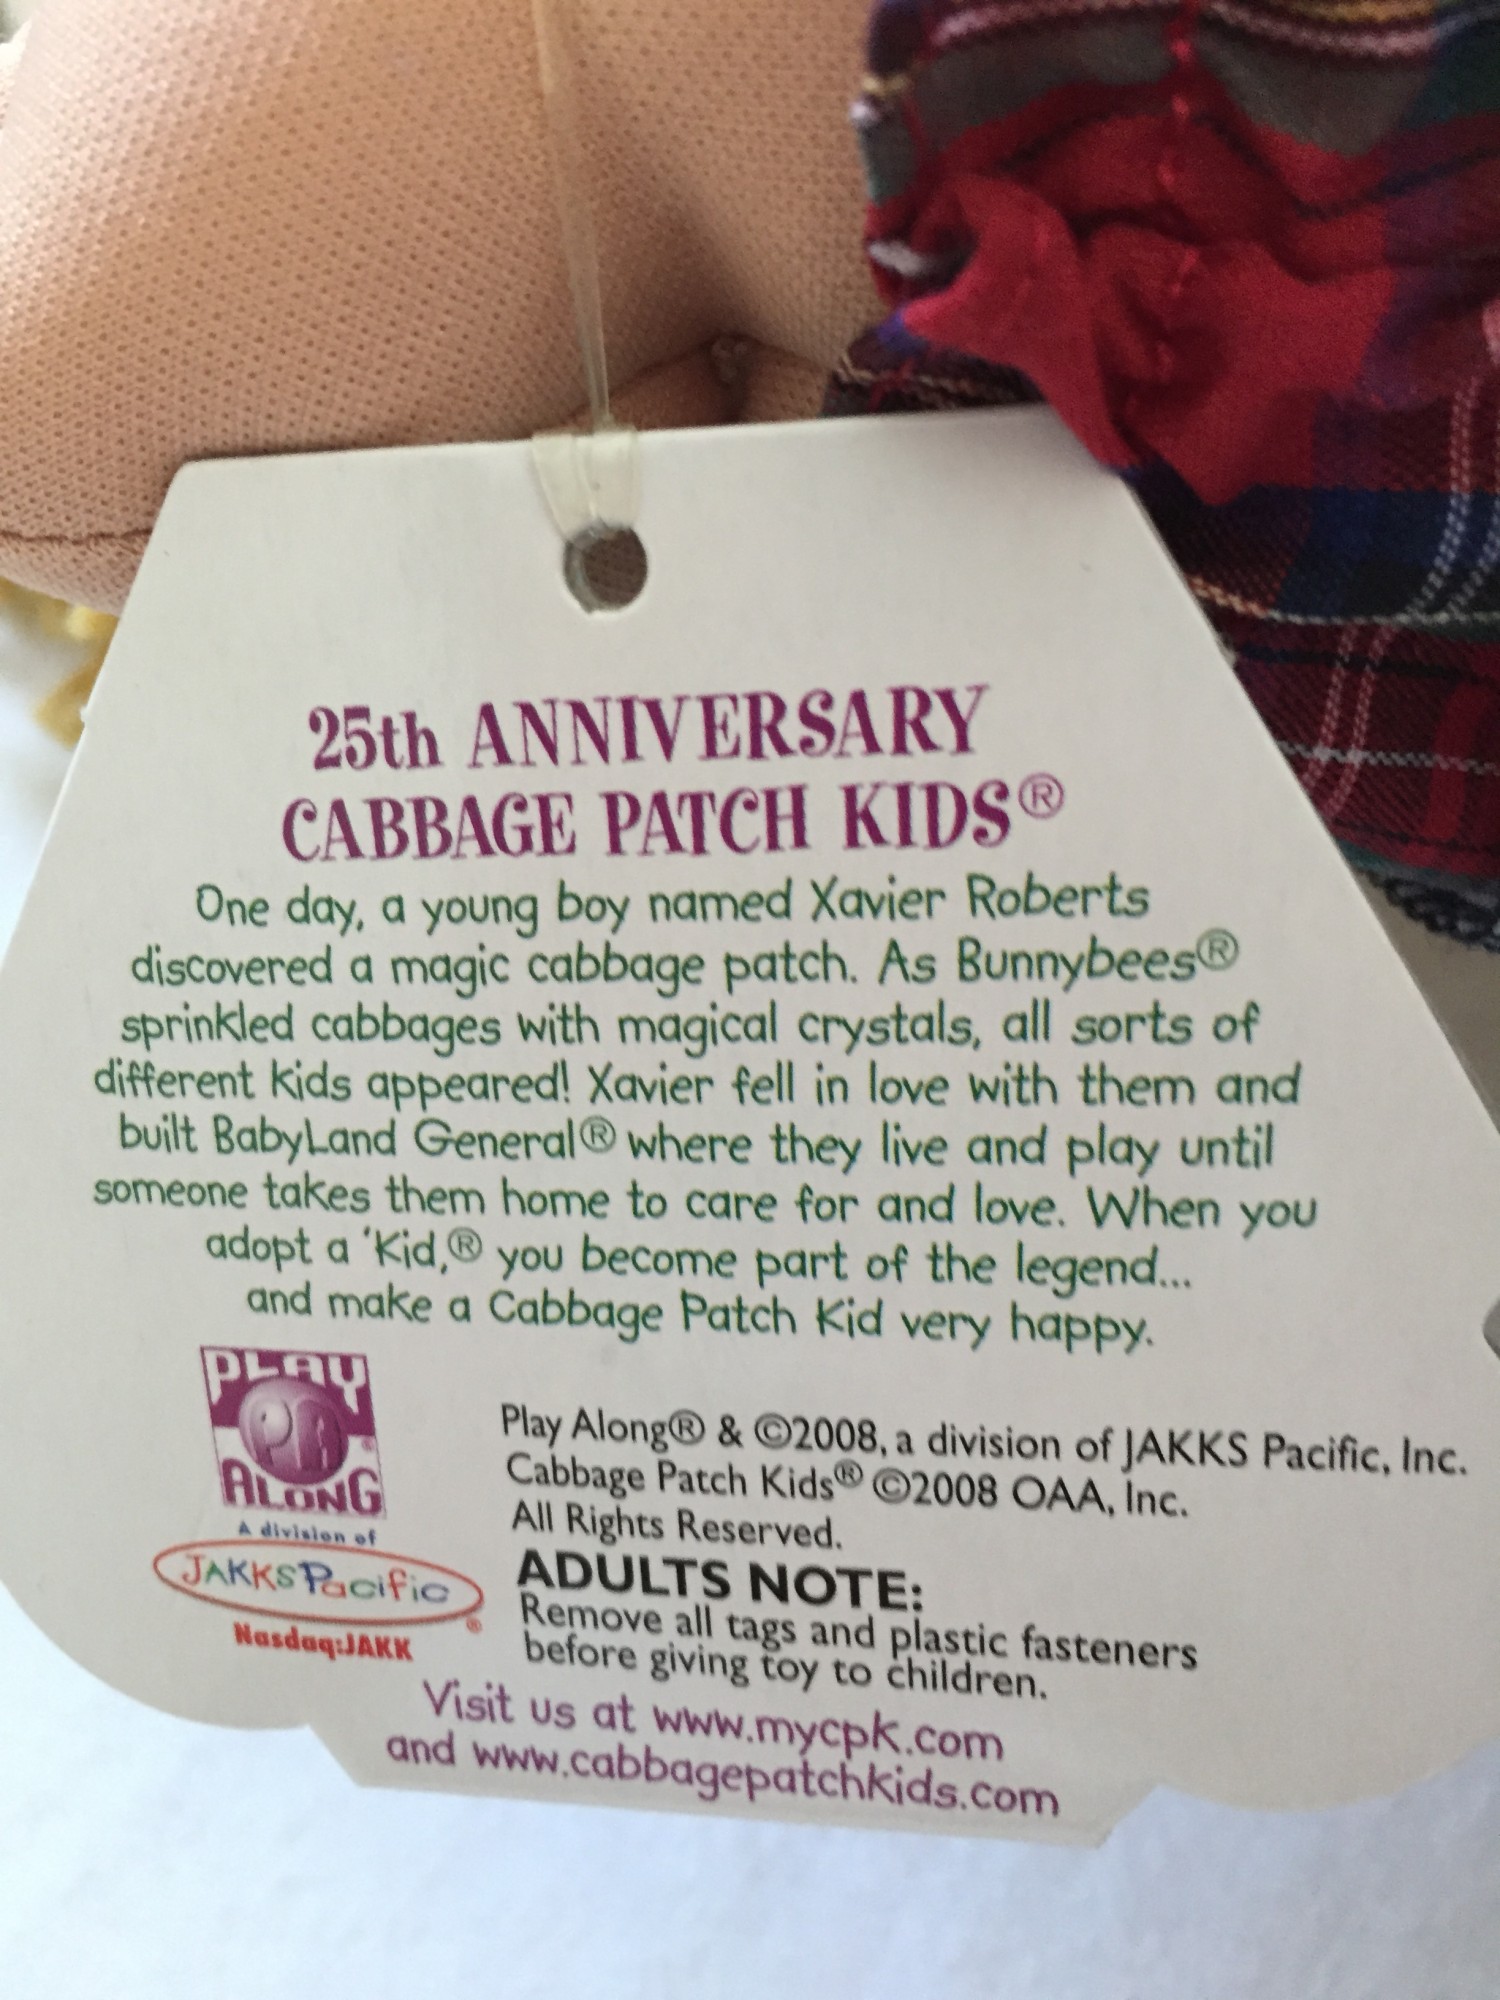 25th ANNIVERSARY
CABBAGE PATCH KIDS®
One day, a young boy named Xavier Roberts
discovered a magic cabbage patch. As Bunnybees®
sprinkled cabbages with magical crystals, all sorts of
different kids appeared! Xavier fell in love with them and
built BabyLand General® where they live and play until
someone takes them home to care for and love. When you
adopt a 'Kid,® you become part of the legend...
and make a Cabbage Patch Kid very happy.
PLAY
PA
ALONG
®
A division of
JAKKS Pacific
®
Nasdaq:JAKK
Play Along® & ©2008, a division of JAKKS Pacific, Inc.
Cabbage Patch Kids® ©2008 OAA, Inc.
All Rights Reserved.
ADULTS NOTE:
Remove all tags and plastic fasteners
before giving toy to children.
Visit us at www.mycpk.com
and www.cabbagepatchkids.com